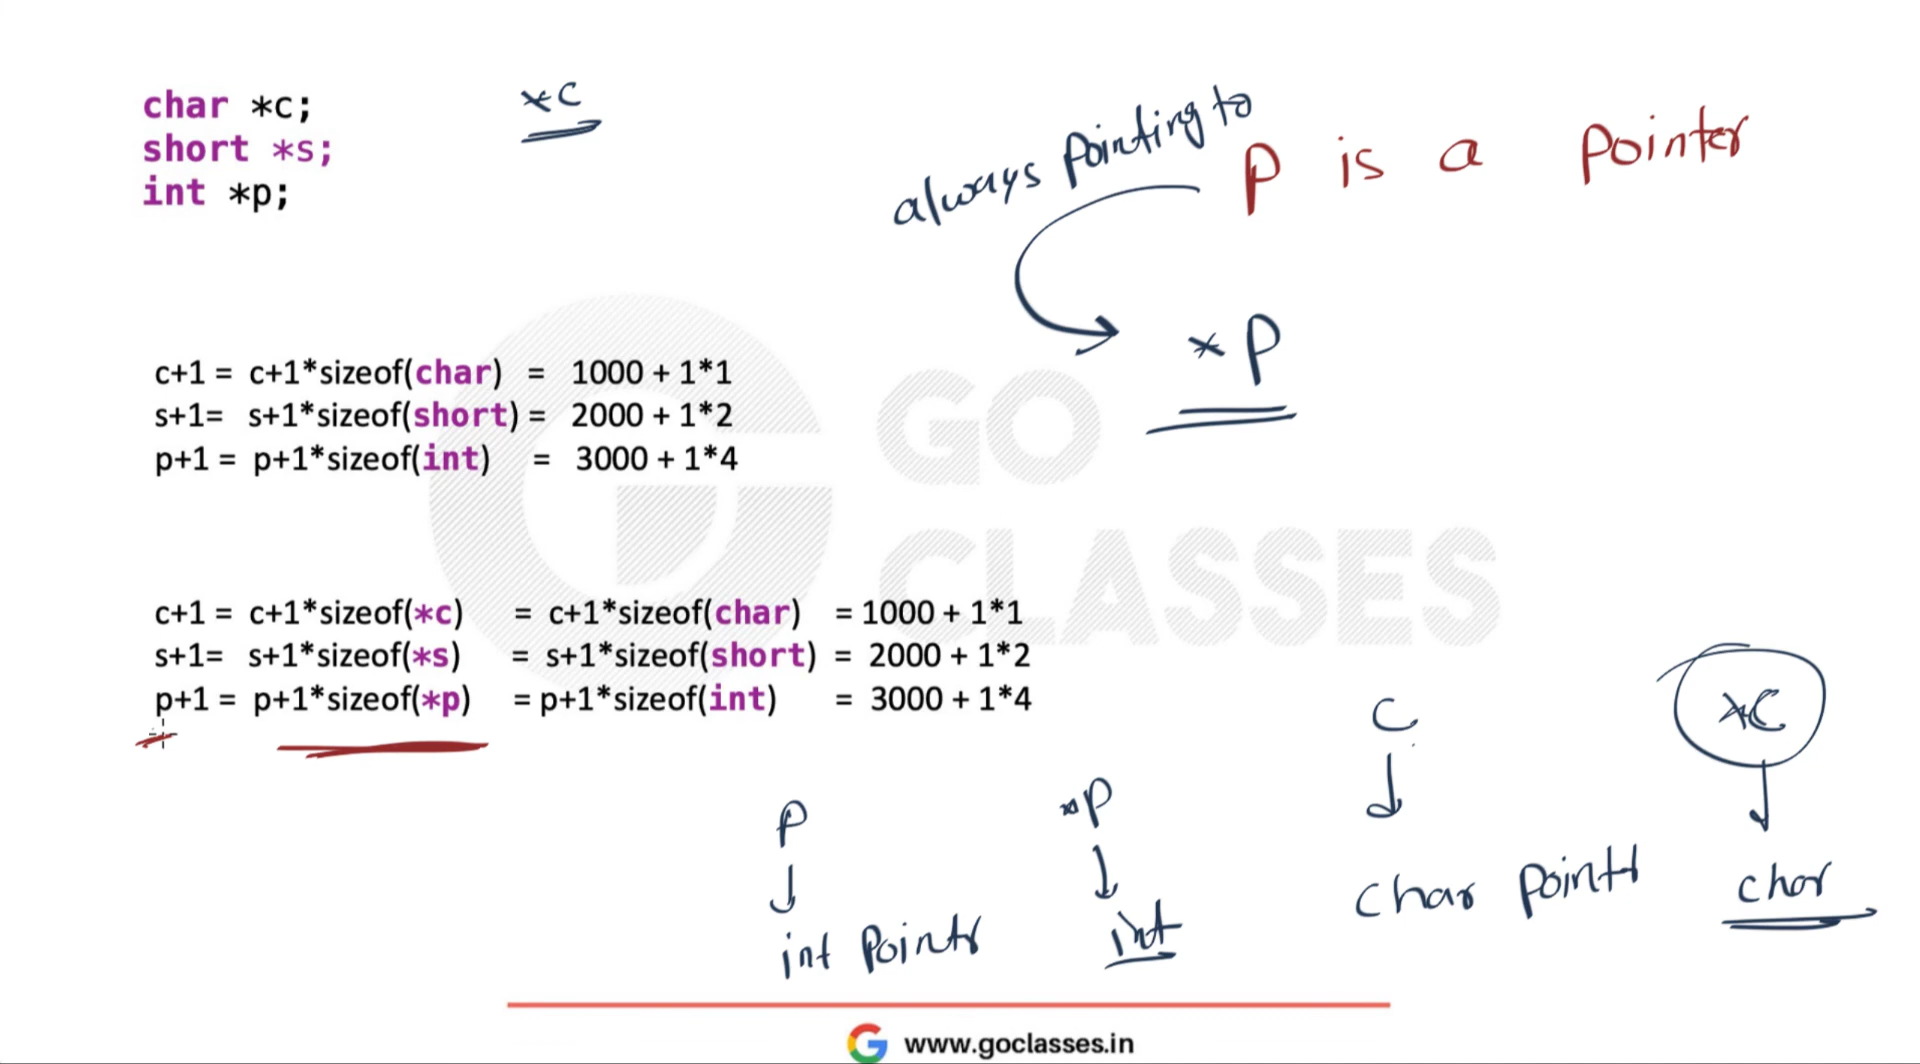 char *c;
short *s;
int *p;
*c
always pointing to
P is a Pointer
*P
c+1 = c+1*sizeof(char) = 1000 + 1*1
s+1= s+1*sizeof(short) = 2000 + 1*2
p+1 = p+1*sizeof(int) = 3000 + 1*4
GO
CLASSES
c+1 = c+1*sizeof(*c) = c+1*sizeof(char) = 1000 + 1*1
s+1= s+1*sizeof(*s) = s+1*sizeof(short) = 2000 + 1*2
p+1 = p+1*sizeof(*p) = p+1*sizeof(int) = 3000 + 1*4
P *P C *C
int *int* char char
www.goclasses.in